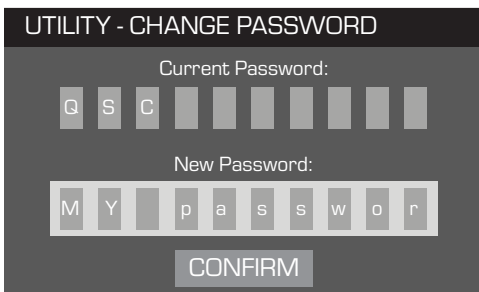 UTILITY - CHANGE PASSWORD
Current Password:
Q S C
New Password:
M Y p a s s w o r
CONFIRM